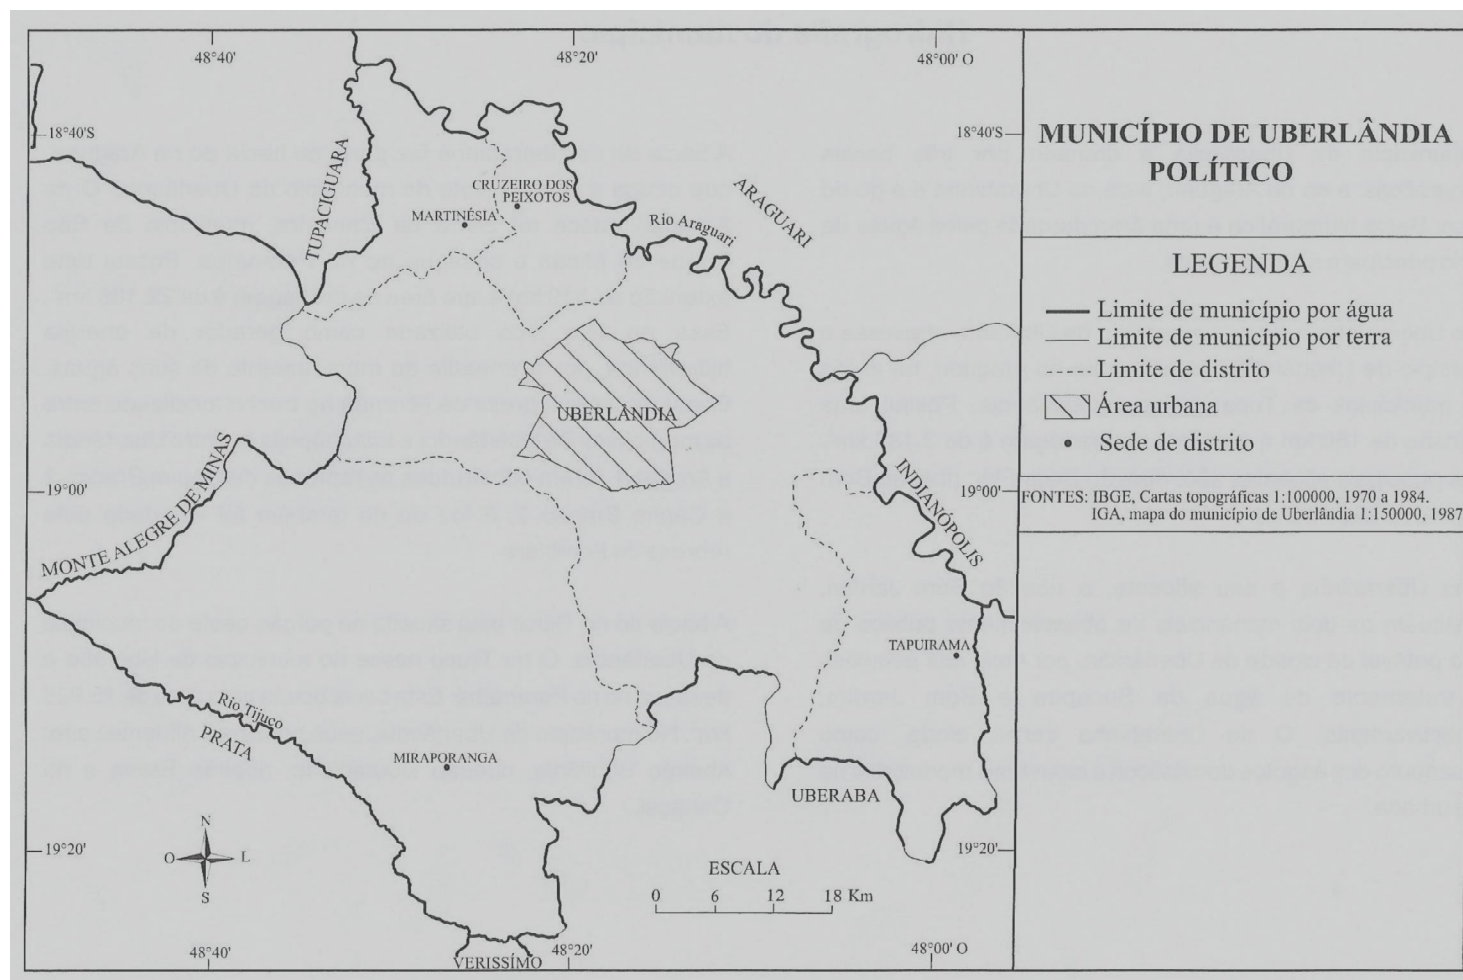 48°40'
48°20'
48°00' O
18°40'S
18°40'S
MUNICÍPIO DE UBERLÂNDIA
POLÍTICO
TUPACIGUARA
CRUZEIRO DOS
PEIXOTOS
MARTINÉSIA
ARAGUARI
Rio Araguari
LEGENDA
Limite de município por água
Limite de município por terra
Limite de distrito
Área urbana
Sede de distrito
UBERLÂNDIA
MONTE ALEGRE DE MINAS
INDIANÓPOLIS
19°00'
19°00'
FONTES: IBGE, Cartas topográficas 1:100000, 1970 a 1984.
IGA, mapa do município de Uberlândia 1:150000, 1987
TAPUIRAMA
Rio Tijuco
PRATA
MIRAPORANGA
UBERABA
N
O
L
S
19°20'
19°20'
ESCALA
0 6 12 18 Km
48°40'
48°20'
48°00' O
VERISSÍMO